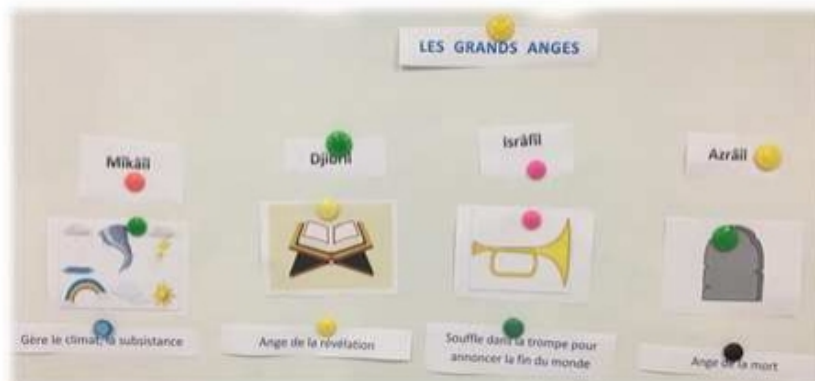 LES GRANDS ANGES
Mîkâîl
Djibrîl
Isrâfîl
Azrâîl
Gère le climat, la subsistance
Ange de la révélation
Souffle dans la trompe pour
annoncer la fin du monde
Ange de la mort